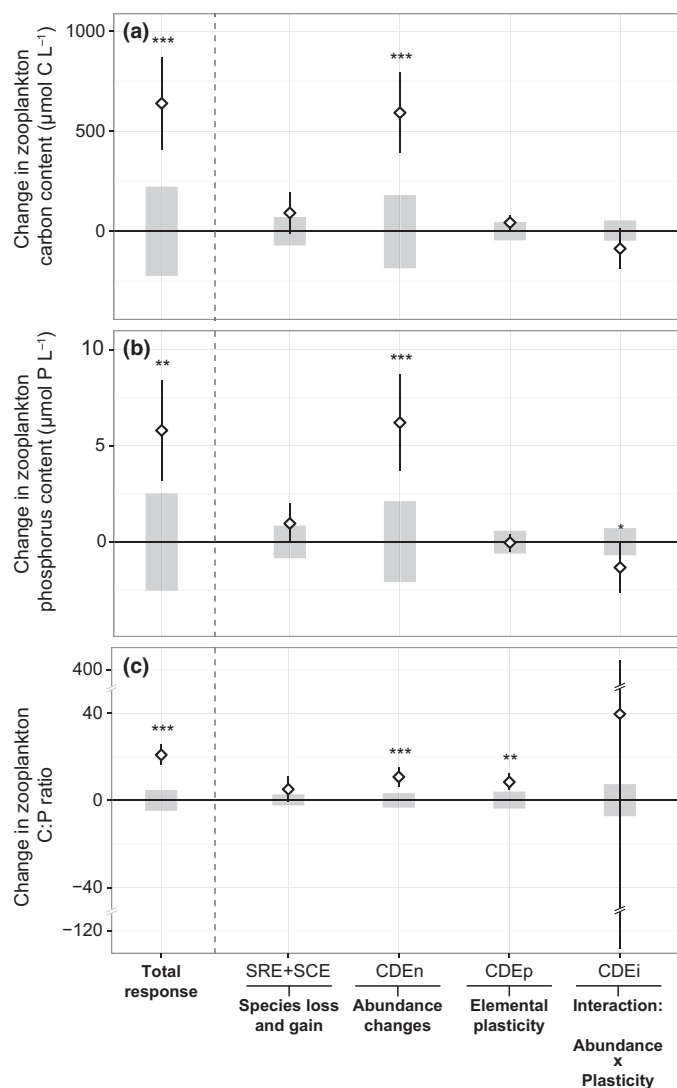 (a)
Change in zooplankton
carbon content (µmol C L⁻¹)
1000
500
0
***
***
(b)
Change in zooplankton
phosphorus content (µmol P L⁻¹)
10
5
0
**
***
*
(c)
Change in zooplankton
C:P ratio
400
40
0
−40
−120
***
***
**
Total
response
SRE+SCE
Species loss
and gain
CDEn
Abundance
changes
CDEp
Elemental
plasticity
CDEi
Interaction:
Abundance
x
Plasticity